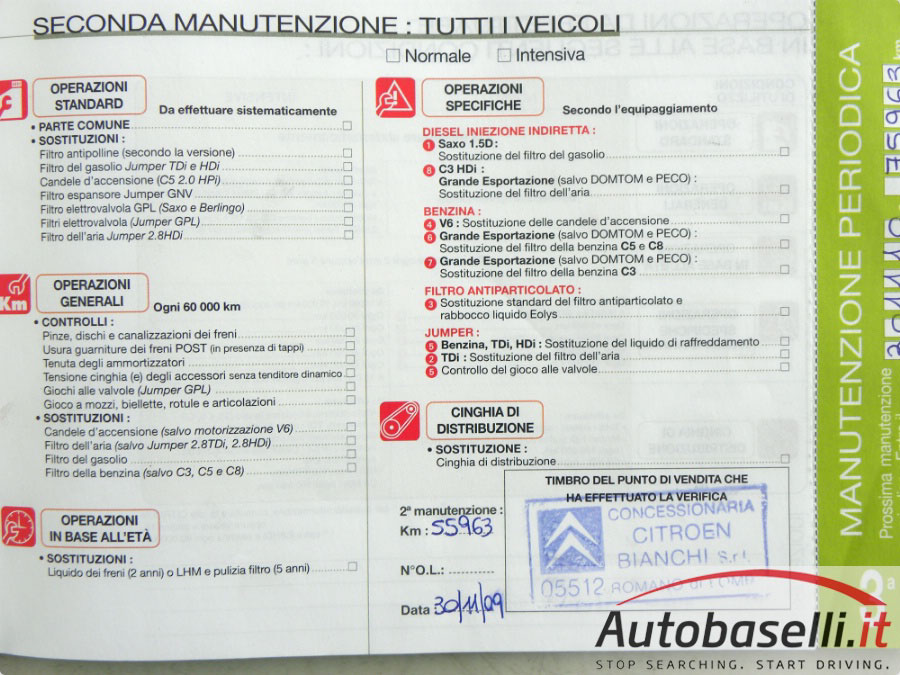 SECONDA MANUTENZIONE : TUTTI I VEICOLI
Normale Intensiva
OPERAZIONI STANDARD
Da effettuare sistematicamente
• PARTE COMUNE
• SOSTITUZIONI :
Filtro antipolline (secondo la versione)
Filtro del gasolio Jumper TDi e HDi
Candele d'accensione (C5 2.0 HPi)
Filtro espansore Jumper GNV
Filtro elettrovalvola GPL (Saxo e Berlingo)
Filtri elettrovalvola (Jumper GPL)
Filtro dell'aria Jumper 2.8HDi
Km
OPERAZIONI GENERALI
Ogni 60 000 km
• CONTROLLI :
Pinze, dischi e canalizzazioni dei freni
Usura guarniture dei freni POST (in presenza di tappi)
Tenuta degli ammortizzatori
Tensione cinghia (e) degli accessori senza tenditore dinamico
Giochi alle valvole (Jumper GPL)
Gioco a mozzi, biellette, rotule e articolazioni
• SOSTITUZIONI :
Candele d'accensione (salvo motorizzazione V6)
Filtro dell'aria (salvo Jumper 2.8TDi, 2.8HDi)
Filtro del gasolio
Filtro della benzina (salvo C3, C5 e C8)
OPERAZIONI IN BASE ALL'ETÀ
• SOSTITUZIONI :
Liquido dei freni (2 anni) o LHM e pulizia filtro (5 anni)
OPERAZIONI SPECIFICHE
Secondo l'equipaggiamento
DIESEL INIEZIONE INDIRETTA :
1 Saxo 1.5D :
Sostituzione del filtro del gasolio
8 C3 HDi :
Grande Esportazione (salvo DOMTOM e PECO) :
Sostituzione del filtro dell'aria
BENZINA :
4 V6 : Sostituzione delle candele d'accensione
6 Grande Esportazione (salvo DOMTOM e PECO) :
Sostituzione del filtro della benzina C5 e C8
7 Grande Esportazione (salvo DOMTOM e PECO) :
Sostituzione del filtro della benzina C3
FILTRO ANTIPARTICOLATO :
3 Sostituzione standard del filtro antiparticolato e
rabbocco liquido Eolys
JUMPER :
5 Benzina, TDi, HDi : Sostituzione del liquido di raffreddamento
2 TDi : Sostituzione del filtro dell'aria
5 Controllo del gioco alle valvole
CINGHIA DI DISTRIBUZIONE
• SOSTITUZIONE :
Cinghia di distribuzione
TIMBRO DEL PUNTO DI VENDITA CHE
HA EFFETTUATO LA VERIFICA
2ª manutenzione :
Km : 55963
N°O.L. :
Data : 30/11/09
CONCESSIONARIA
CITROEN
BIANCHI S.r.l.
05512 ROMANO DI LOMB.
MANUTENZIONE PERIODICA
Prossima manutenzione
75963 km
2ª
Autobaselli.it
STOP SEARCHING. START DRIVING.